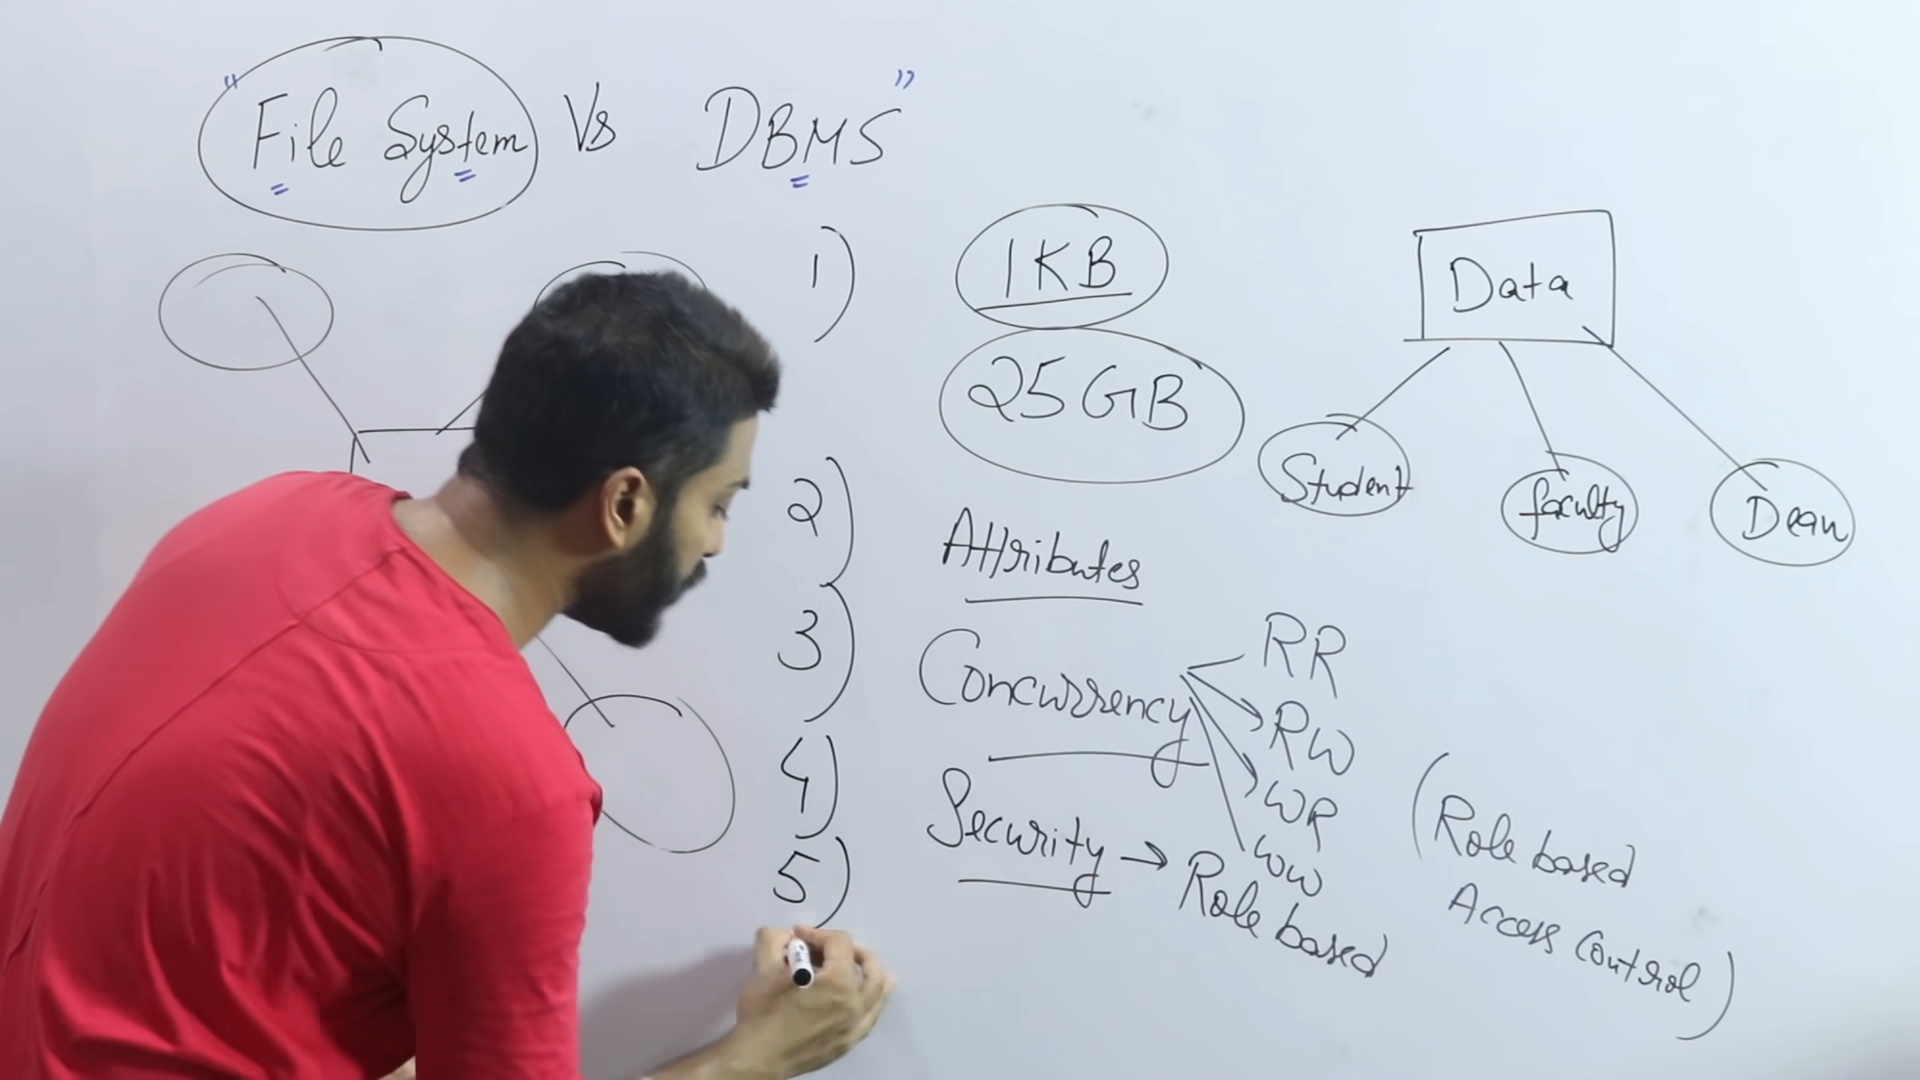 "File System Vs DBMS"
1)
1KB
25GB
Data
Student
faculty
Dean
2)
Attributes
3)
Concurrency
RR
RW
WR
WW
4)
Security → Role based
(Role based
Access Control)
5)